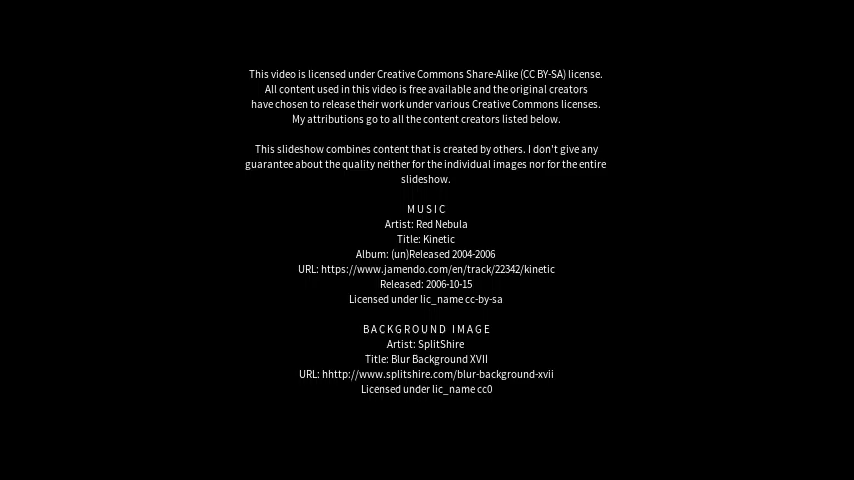 This video is licensed under Creative Commons Share-Alike (CC BY-SA) license.
All content used in this video is free available and the original creators
have chosen to release their work under various Creative Commons licenses.
My attributions go to all the content creators listed below.
This slideshow combines content that is created by others. I don't give any
guarantee about the quality neither for the individual images nor for the entire
slideshow.
MUSIC
Artist: Red Nebula
Title: Kinetic
Album: (un)Released 2004-2006
URL: https://www.jamendo.com/en/track/22342/kinetic
Released: 2006-10-15
Licensed under lic_name cc-by-sa
BACKGROUND IMAGE
Artist: SplitShire
Title: Blur Background XVII
URL: hhttp://www.splitshire.com/blur-background-xvii
Licensed under lic_name cc0